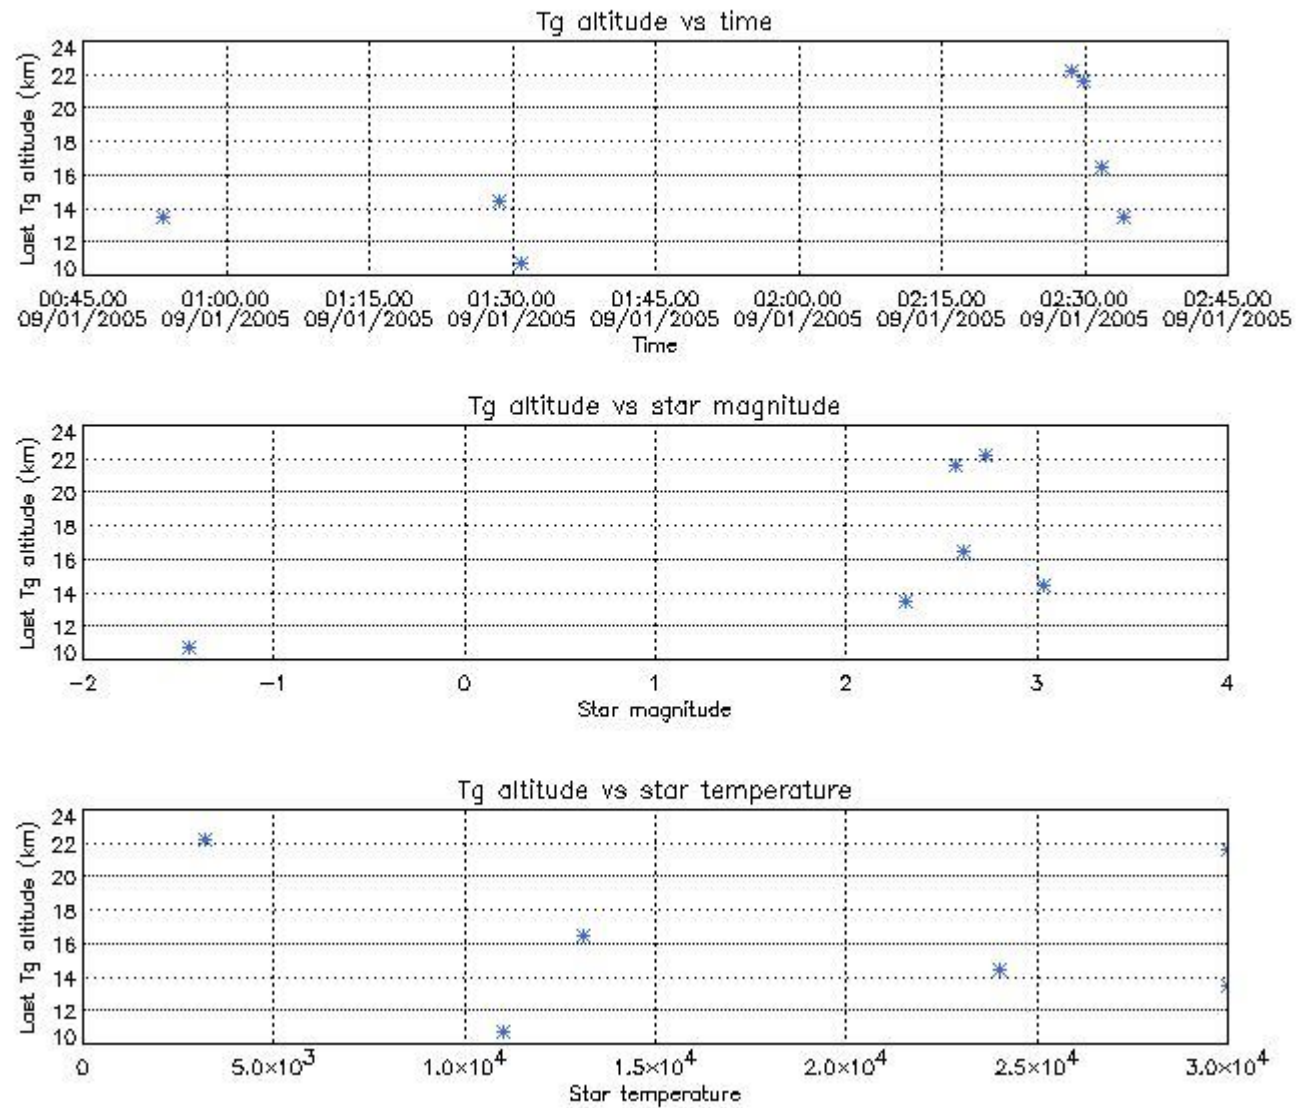 Tg altitude vs time
Last Tg altitude (km)
24
22
20
18
16
14
12
10
00:45.00 01:00.00 01:15.00 01:30.00 01:45.00 02:00.00 02:15.00 02:30.00 02:45.00
09/01/2005 09/01/2005 09/01/2005 09/01/2005 09/01/2005 09/01/2005 09/01/2005 09/01/2005 09/01/2005
Time
Tg altitude vs star magnitude
Last Tg altitude (km)
24
22
20
18
16
14
12
10
-2 -1 0 1 2 3 4
Star magnitude
Tg altitude vs star temperature
Last Tg altitude (km)
24
22
20
18
16
14
12
10
0 5.0×10³ 1.0×10⁴ 1.5×10⁴ 2.0×10⁴ 2.5×10⁴ 3.0×10⁴
Star temperature